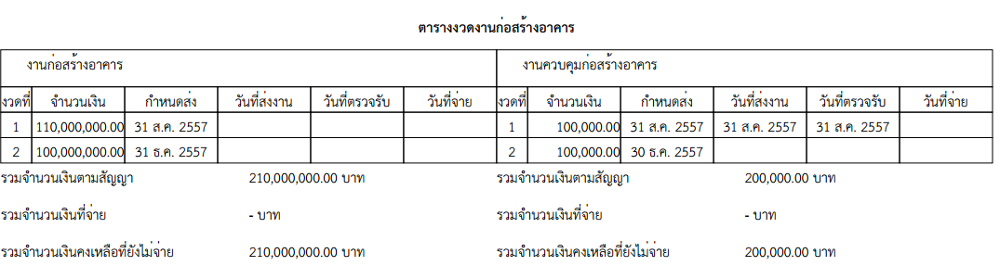 ตารางงวดงานก่อสร้างอาคาร
งานก่อสร้างอาคาร งานควบคุมก่อสร้างอาคาร
งวดที่ จำนวนเงิน กำหนดส่ง วันที่ส่งงาน วันที่ตรวจรับ วันที่จ่าย งวดที่ จำนวนเงิน กำหนดส่ง วันที่ส่งงาน วันที่ตรวจรับ วันที่จ่าย
1 110,000,000.00 31 ส.ค. 2557 1 100,000.00 31 ส.ค. 2557 31 ส.ค. 2557 31 ส.ค. 2557
2 100,000,000.00 31 ธ.ค. 2557 2 100,000.00 30 ธ.ค. 2557
รวมจำนวนเงินตามสัญญา 210,000,000.00 บาท รวมจำนวนเงินตามสัญญา 200,000.00 บาท
รวมจำนวนเงินที่จ่าย - บาท รวมจำนวนเงินที่จ่าย - บาท
รวมจำนวนเงินคงเหลือที่ยังไม่จ่าย 210,000,000.00 บาท รวมจำนวนเงินคงเหลือที่ยังไม่จ่าย 200,000.00 บาท